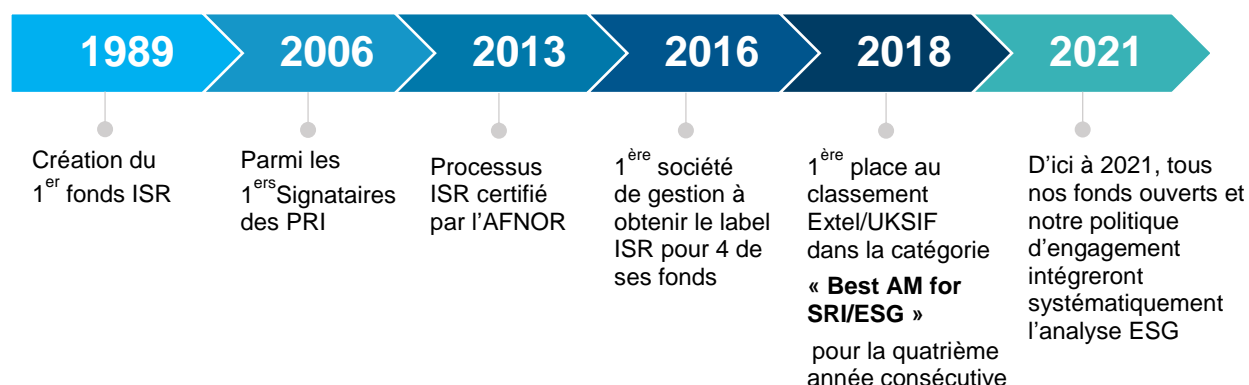 1989
2006
2013
2016
2018
2021
Création du
1er fonds ISR
Parmi les
1ersSignataires
des PRI
Processus
ISR certifié
par l’AFNOR
1ère société
de gestion à
obtenir le label
ISR pour 4 de
ses fonds
1ère place au
classement
Extel/UKSIF
dans la catégorie
« Best AM for
SRI/ESG »
pour la quatrième
année consécutive
D’ici à 2021, tous
nos fonds ouverts et
notre politique
d’engagement
intégreront
systématiquement
l’analyse ESG